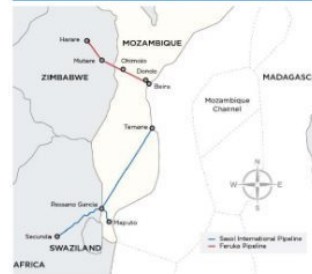 MOZAMBIQUE
Harare
Mutare
Chimoio
Dondo
Beira
ZIMBABWE
MADAGASC
Mozambique
Channel
Temane
N
W
E
S
Ressano Garcia
Maputo
Secunda
SWAZILAND
AFRICA
Sasol International Pipeline
Feruka Pipeline